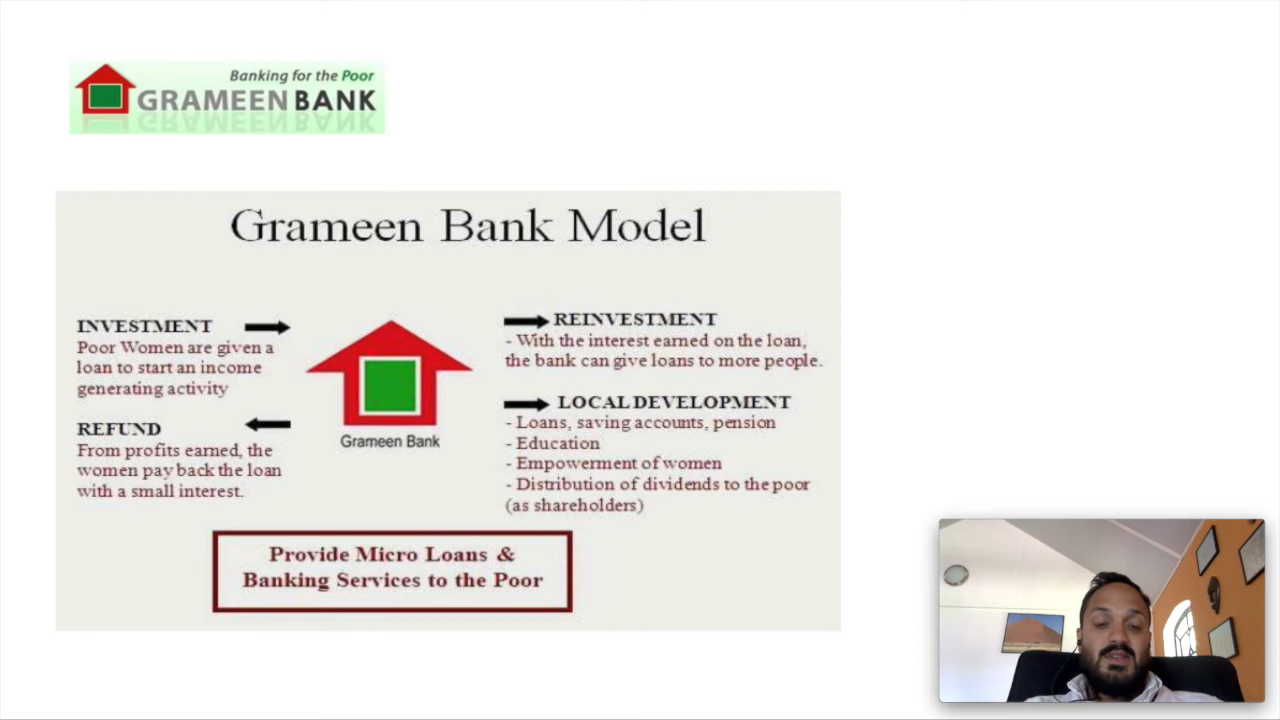 Banking for the Poor
GRAMEEN BANK
Grameen Bank Model
INVESTMENT
Poor Women are given a
loan to start an income
generating activity
REFUND
From profits earned, the
women pay back the loan
with a small interest.
Grameen Bank
REINVESTMENT
- With the interest earned on the loan,
the bank can give loans to more people.
LOCAL DEVELOPMENT
- Loans, saving accounts, pension
- Education
- Empowerment of women
- Distribution of dividends to the poor
(as shareholders)
Provide Micro Loans &
Banking Services to the Poor